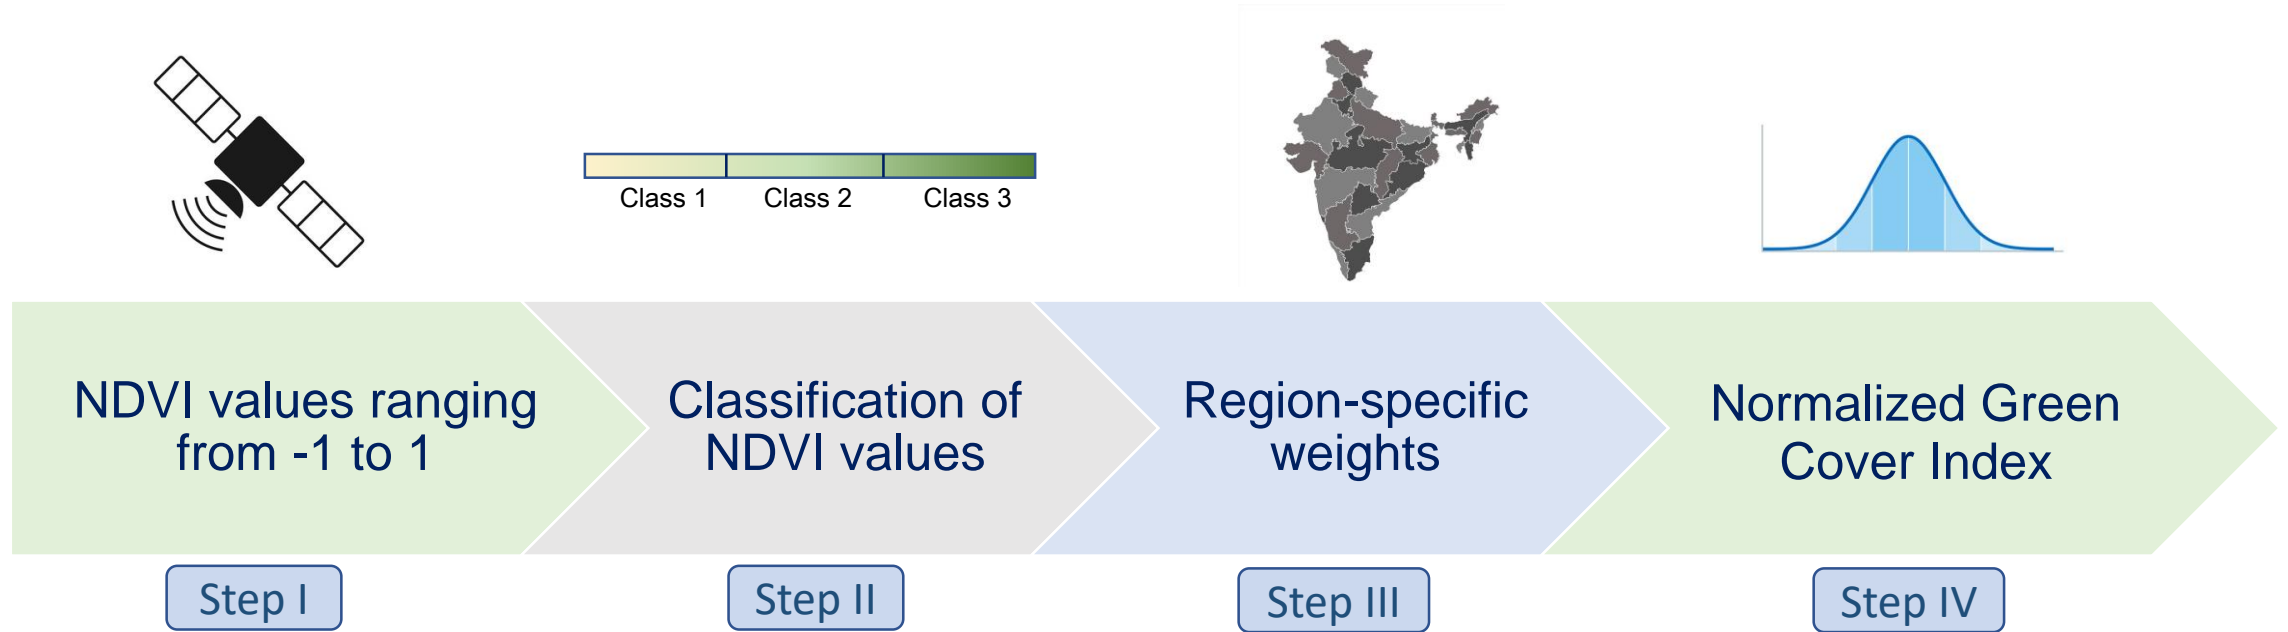 Class 1
Class 2
Class 3
NDVI values ranging
from -1 to 1
Classification of
NDVI values
Region-specific
weights
Normalized Green
Cover Index
Step I
Step II
Step III
Step IV